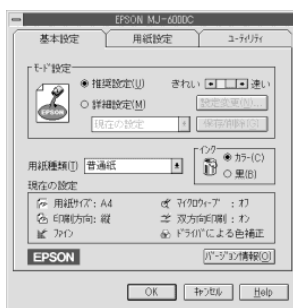 EPSON MJ-600DC
基本設定 用紙設定 ユーティリティ
モード設定
推奨設定(U) きれい 速い
詳細設定(M) 設定変更(N)...
現在の設定 保存/削除(S)
EPSON
用紙種類(T) 普通紙
インク
カラー(C)
黒(B)
現在の設定
用紙サイズ: A4 マイクロウィーブ : オフ
印刷方向: 縦 双方向印刷 : オン
ファイン ドライバによる色補正
EPSON バージョン情報(O)
OK キャンセル Help